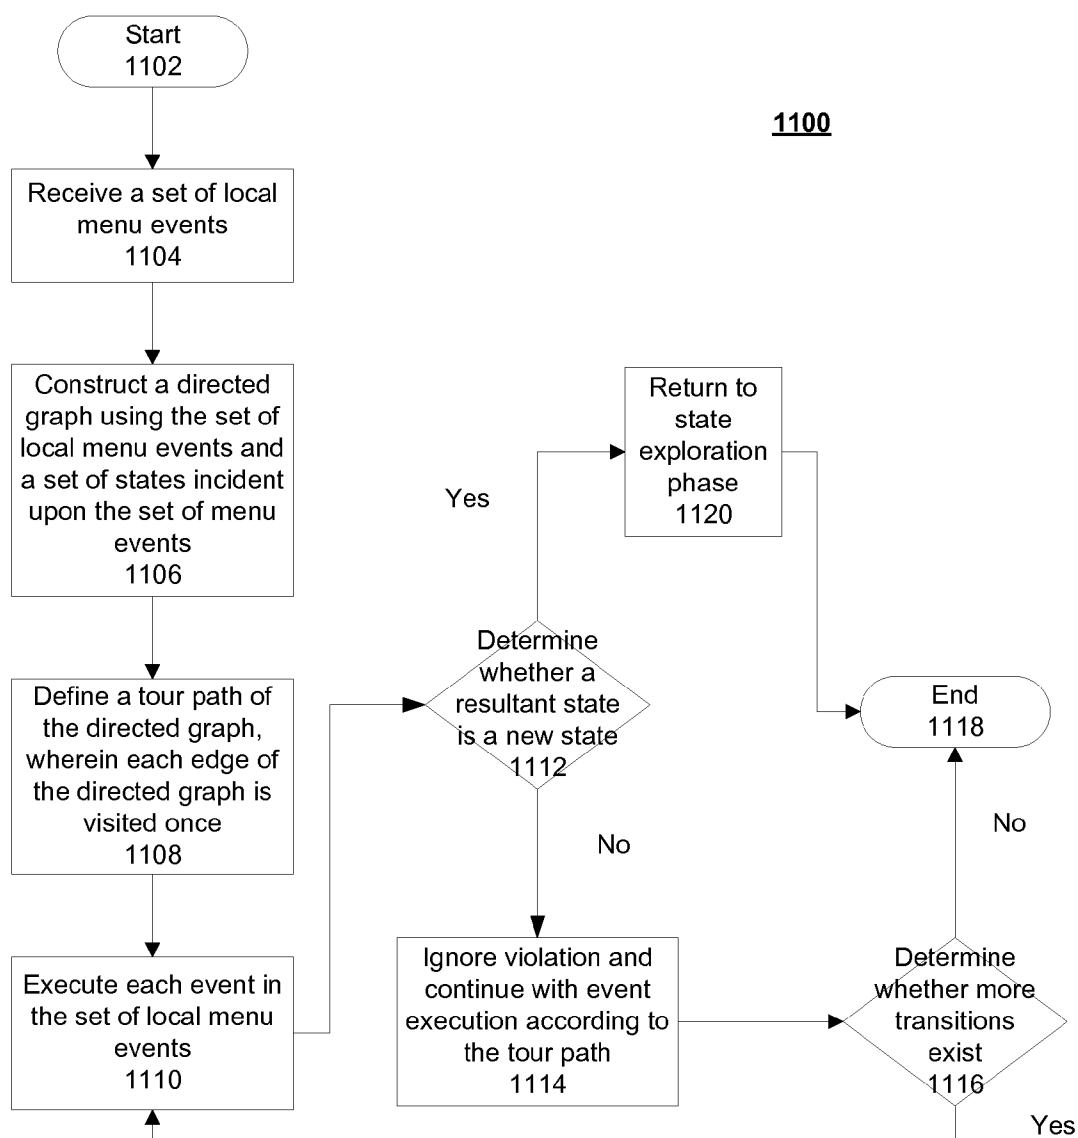 Start
1102
1100
Receive a set of local
menu events
1104
Construct a directed
graph using the set of
local menu events and
a set of states incident
upon the set of menu
events
1106
Define a tour path of
the directed graph,
wherein each edge of
the directed graph is
visited once
1108
Execute each event in
the set of local menu
events
1110
Determine
whether a
resultant state
is a new state
1112
Yes
Return to
state
exploration
phase
1120
No
Ignore violation and
continue with event
execution according to
the tour path
1114
Determine
whether more
transitions
exist
1116
No
End
1118
Yes